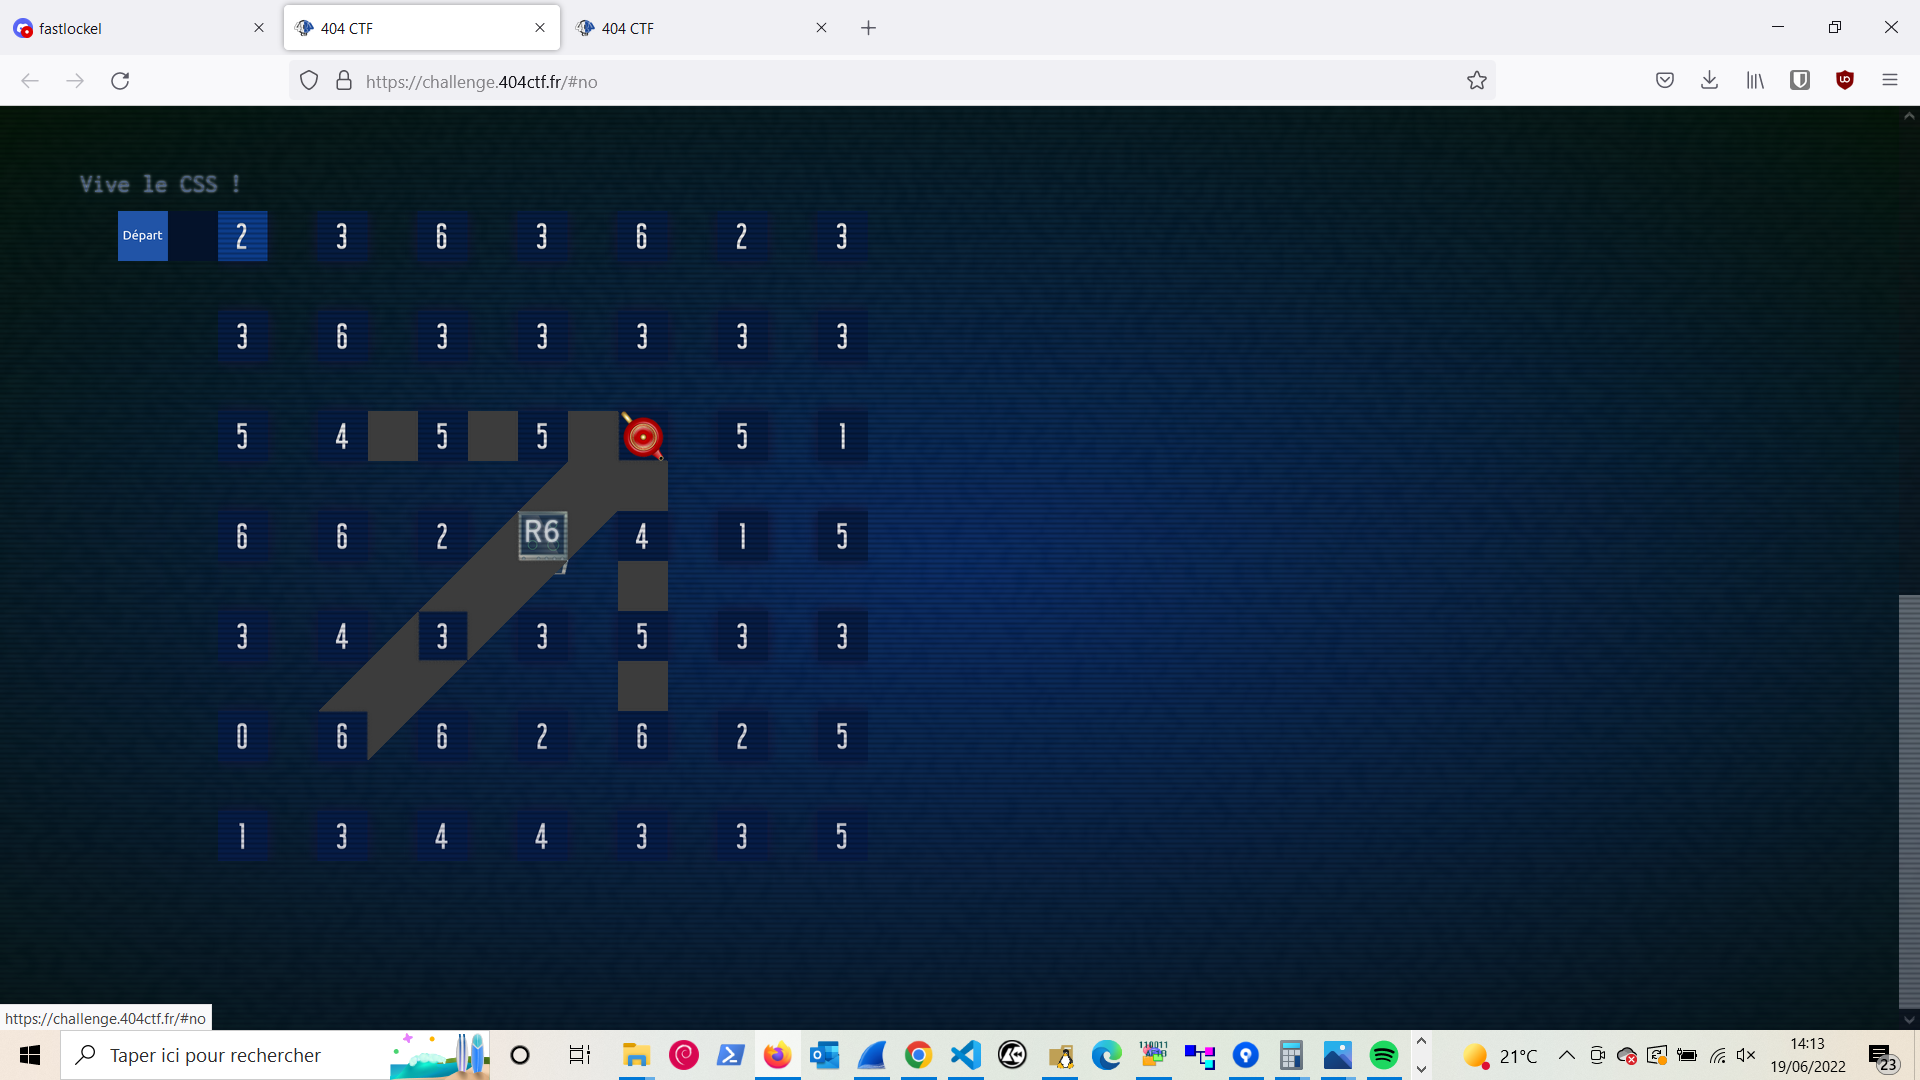 fastlockel
404 CTF
404 CTF
https://challenge.404ctf.fr/#no
Vive le CSS !
Départ 2 3 6 3 6 2 3
3 6 3 3 3 3 3
5 4 5 5 5 1
6 6 2 R6 4 1 5
3 4 3 3 5 3 3
0 6 6 2 6 2 5
1 3 4 4 3 3 5
https://challenge.404ctf.fr/#no
Taper ici pour rechercher
21°C
14:13
19/06/2022
23